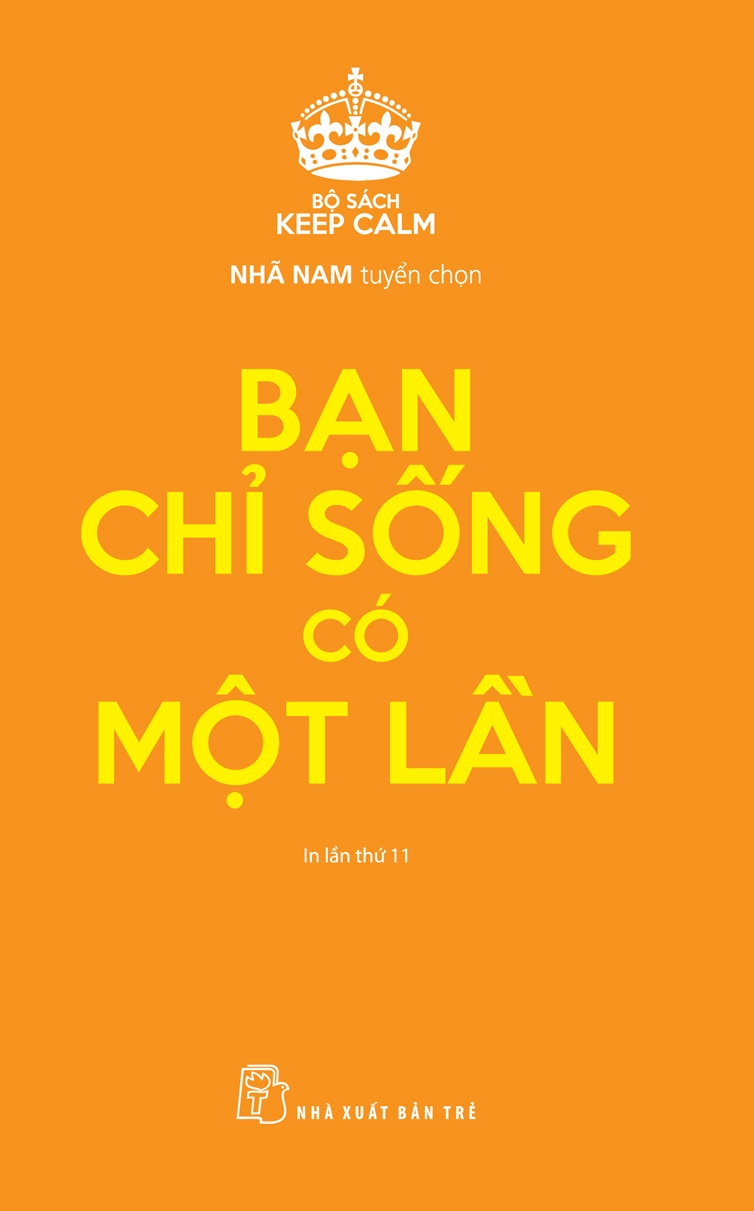 BỘ SÁCH
KEEP CALM
NHÃ NAM tuyển chọn
BẠN
CHỈ SỐNG
CÓ
MỘT LẦN
In lần thứ 11
T
NHÀ XUẤT BẢN TRẺ